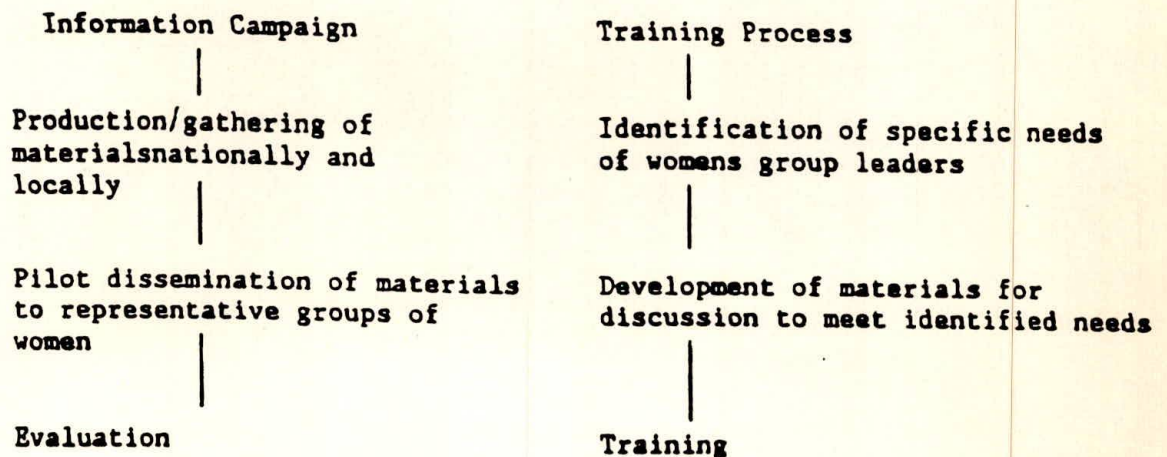 Information Campaign
Production/gathering of
materialsnationally and
locally
Pilot dissemination of materials
to representative groups of
women
Evaluation
Training Process
Identification of specific needs
of womens group leaders
Development of materials for
discussion to meet identified needs
Training